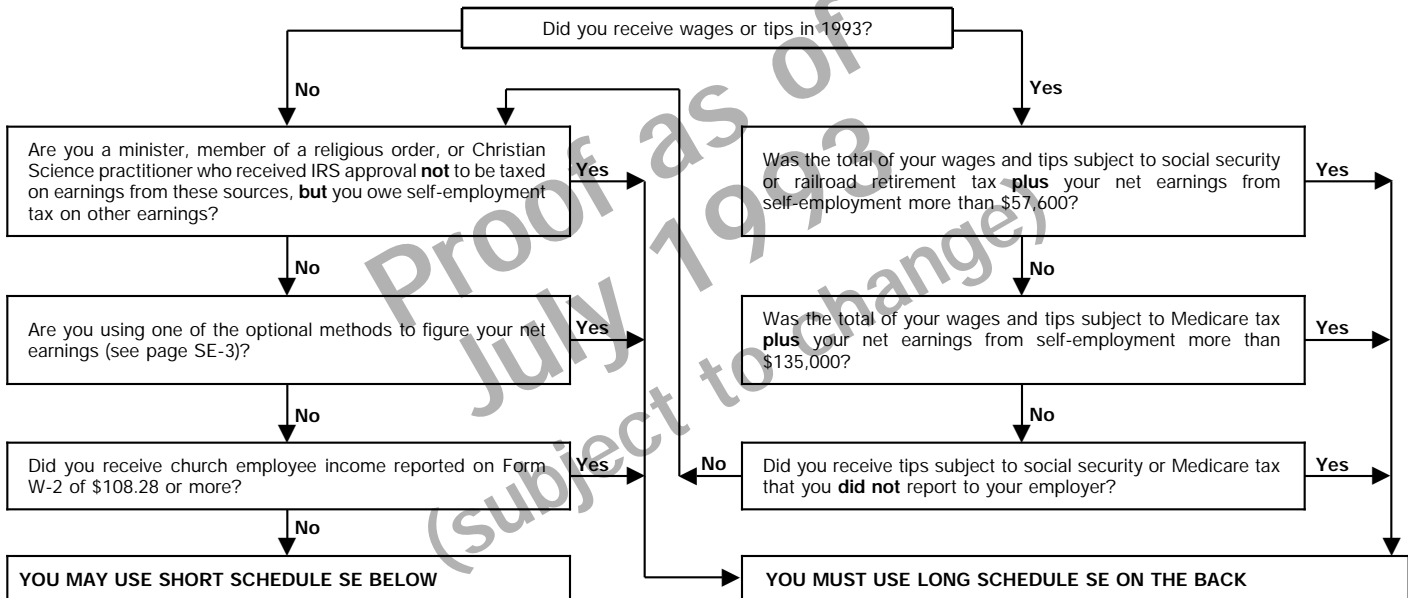 Did you receive wages or tips in 1993?
No
Yes
Are you a minister, member of a religious order, or Christian
Science practitioner who received IRS approval not to be taxed
on earnings from these sources, but you owe self-employment
tax on other earnings?
Yes
Was the total of your wages and tips subject to social security
or railroad retirement tax plus your net earnings from
self-employment more than $57,600?
Yes
No
No
Are you using one of the optional methods to figure your net
earnings (see page SE-3)?
Yes
Was the total of your wages and tips subject to Medicare tax
plus your net earnings from self-employment more than
$135,000?
Yes
No
No
Did you receive church employee income reported on Form
W-2 of $108.28 or more?
Yes
No
Did you receive tips subject to social security or Medicare tax
that you did not report to your employer?
Yes
No
YOU MAY USE SHORT SCHEDULE SE BELOW
YOU MUST USE LONG SCHEDULE SE ON THE BACK
Proof as of
July 1993
(subject to change)